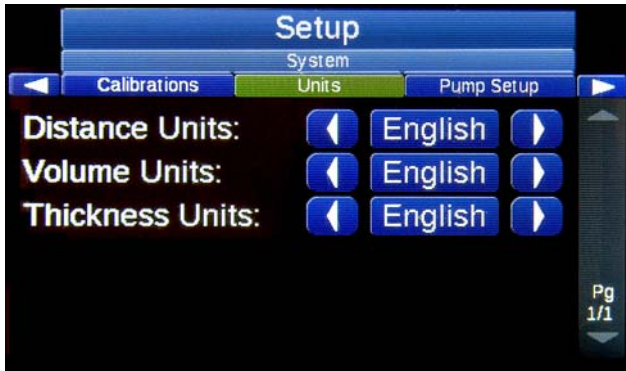 Setup
System
Calibrations Units Pump Setup
Distance Units: English
Volume Units: English
Thickness Units: English
Pg
1/1